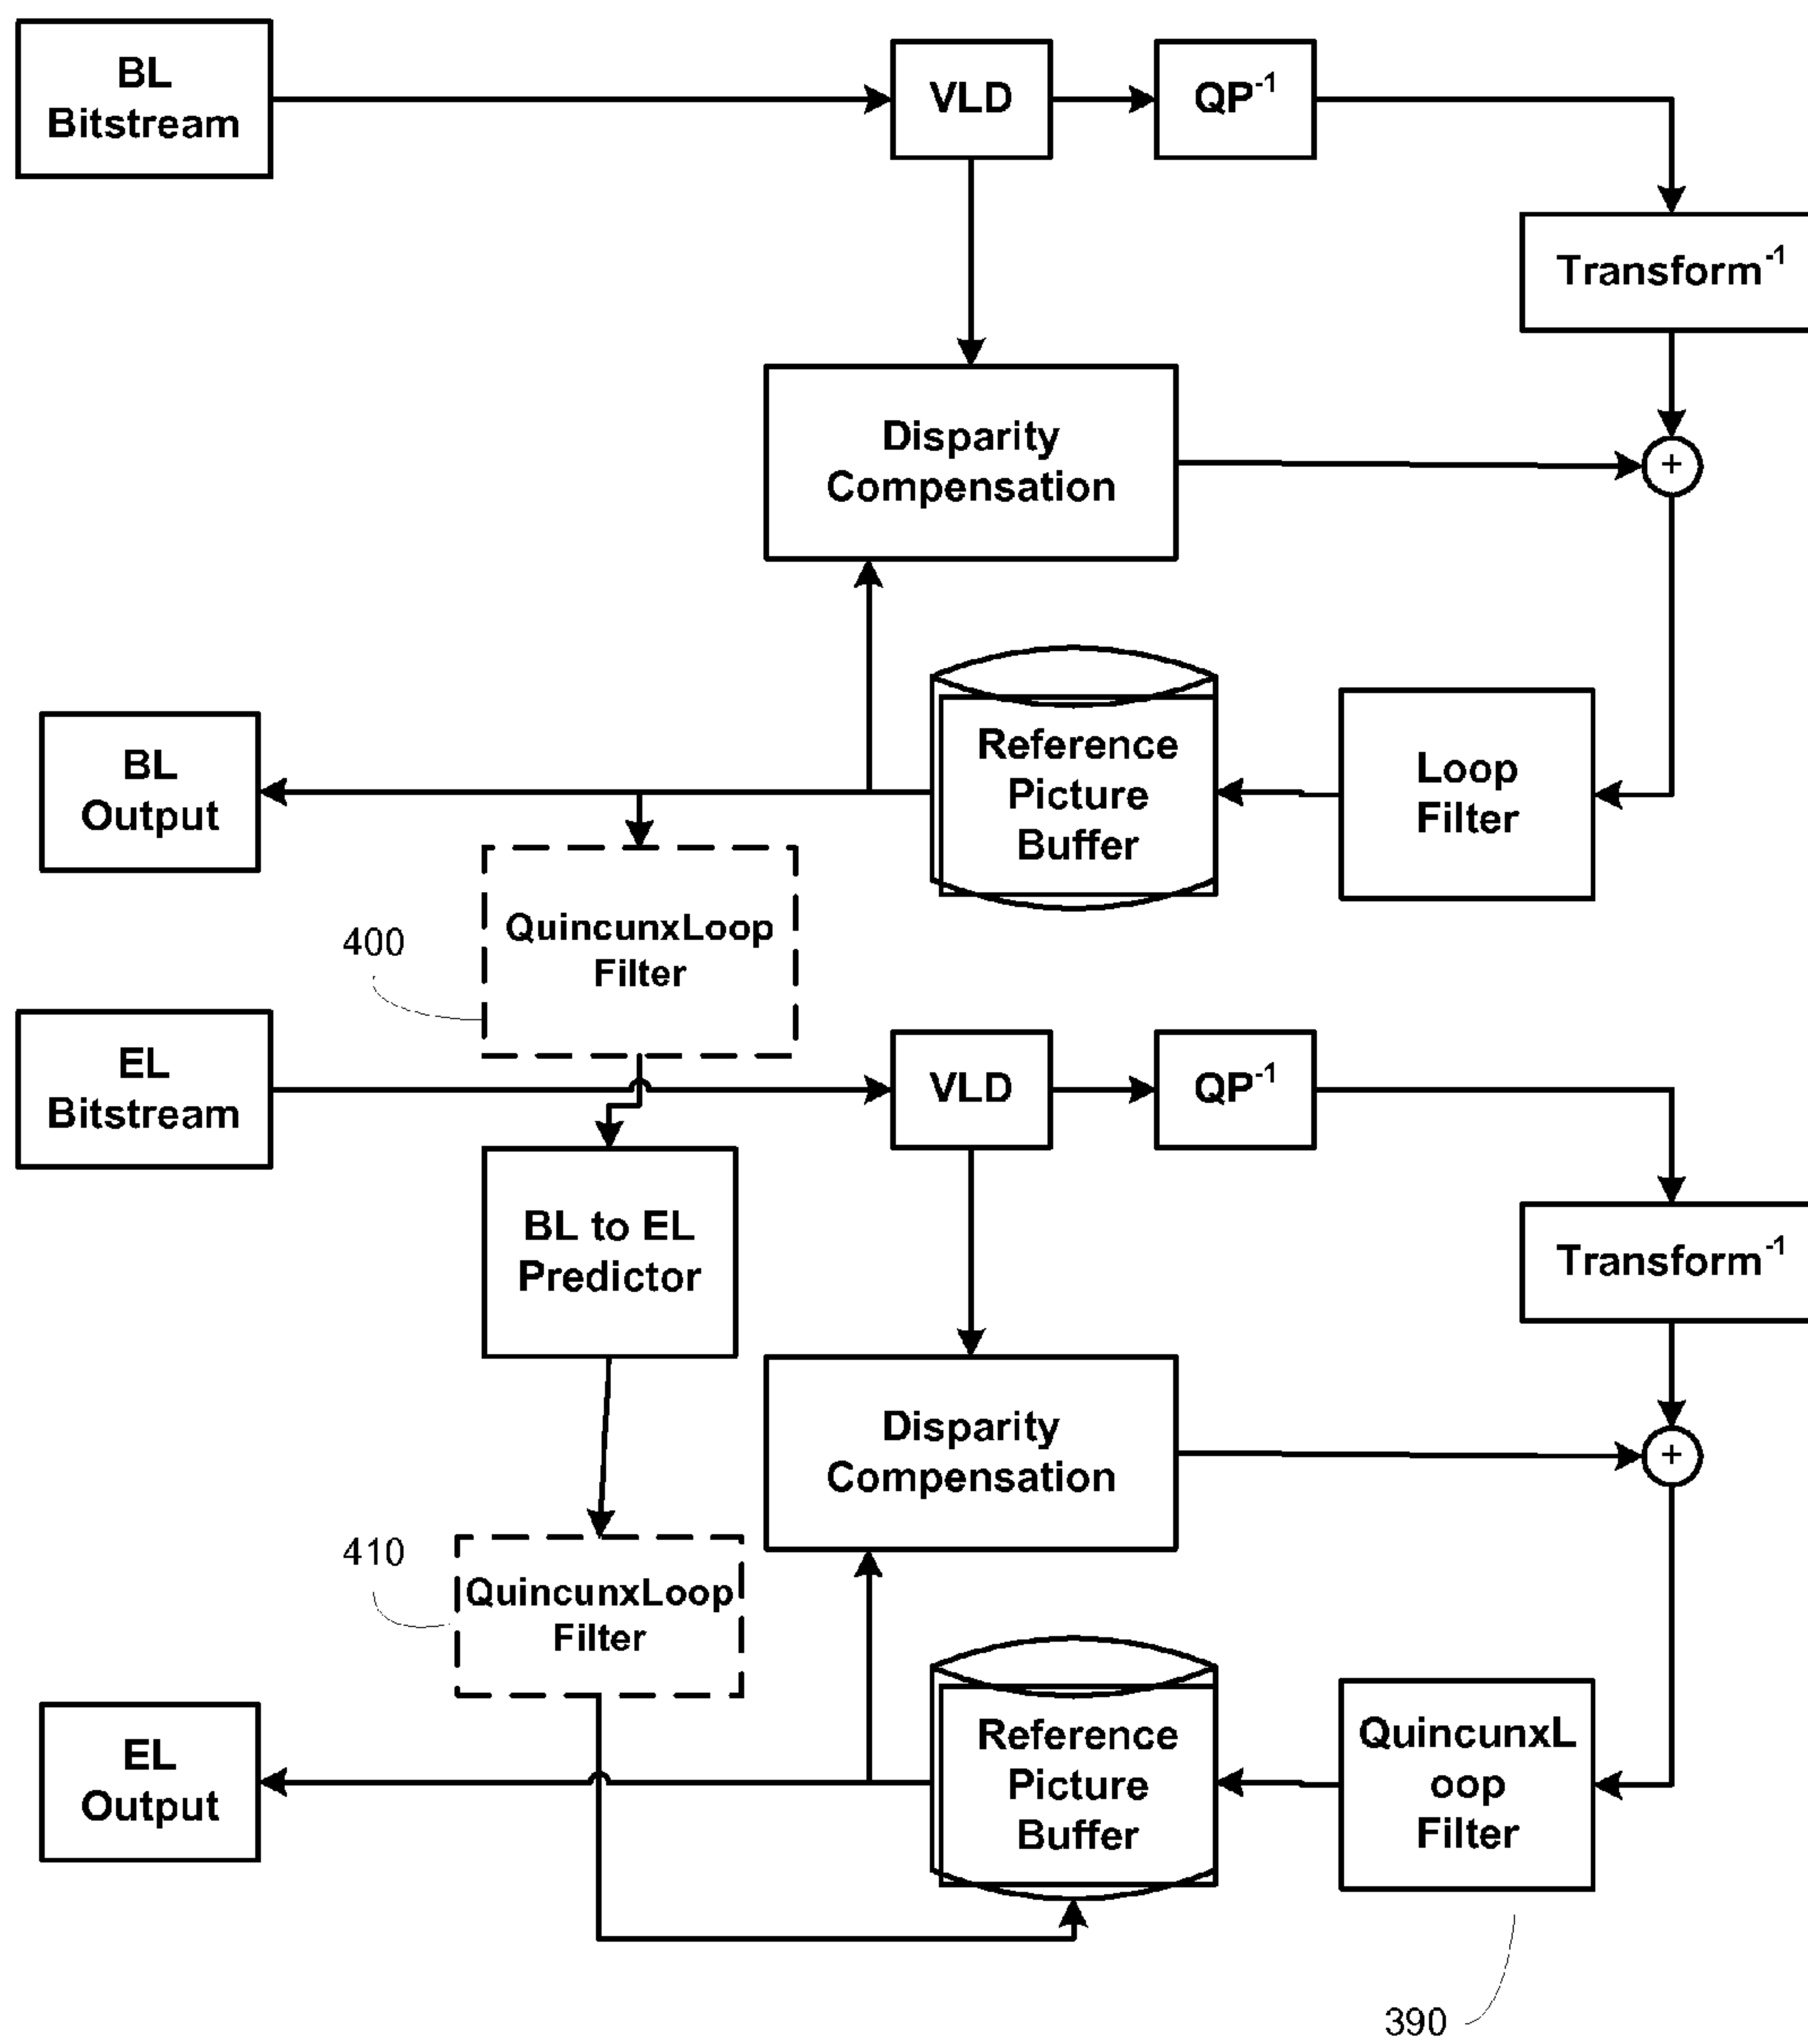 BL
Bitstream
VLD
QP-1
Transform-1
Disparity
Compensation
+
BL
Output
Reference
Picture
Buffer
Loop
Filter
QuincunxLoop
Filter
400
EL
Bitstream
VLD
QP-1
BL to EL
Predictor
Transform-1
Disparity
Compensation
+
410
QuincunxLoop
Filter
EL
Output
Reference
Picture
Buffer
QuincunxL
oop
Filter
390